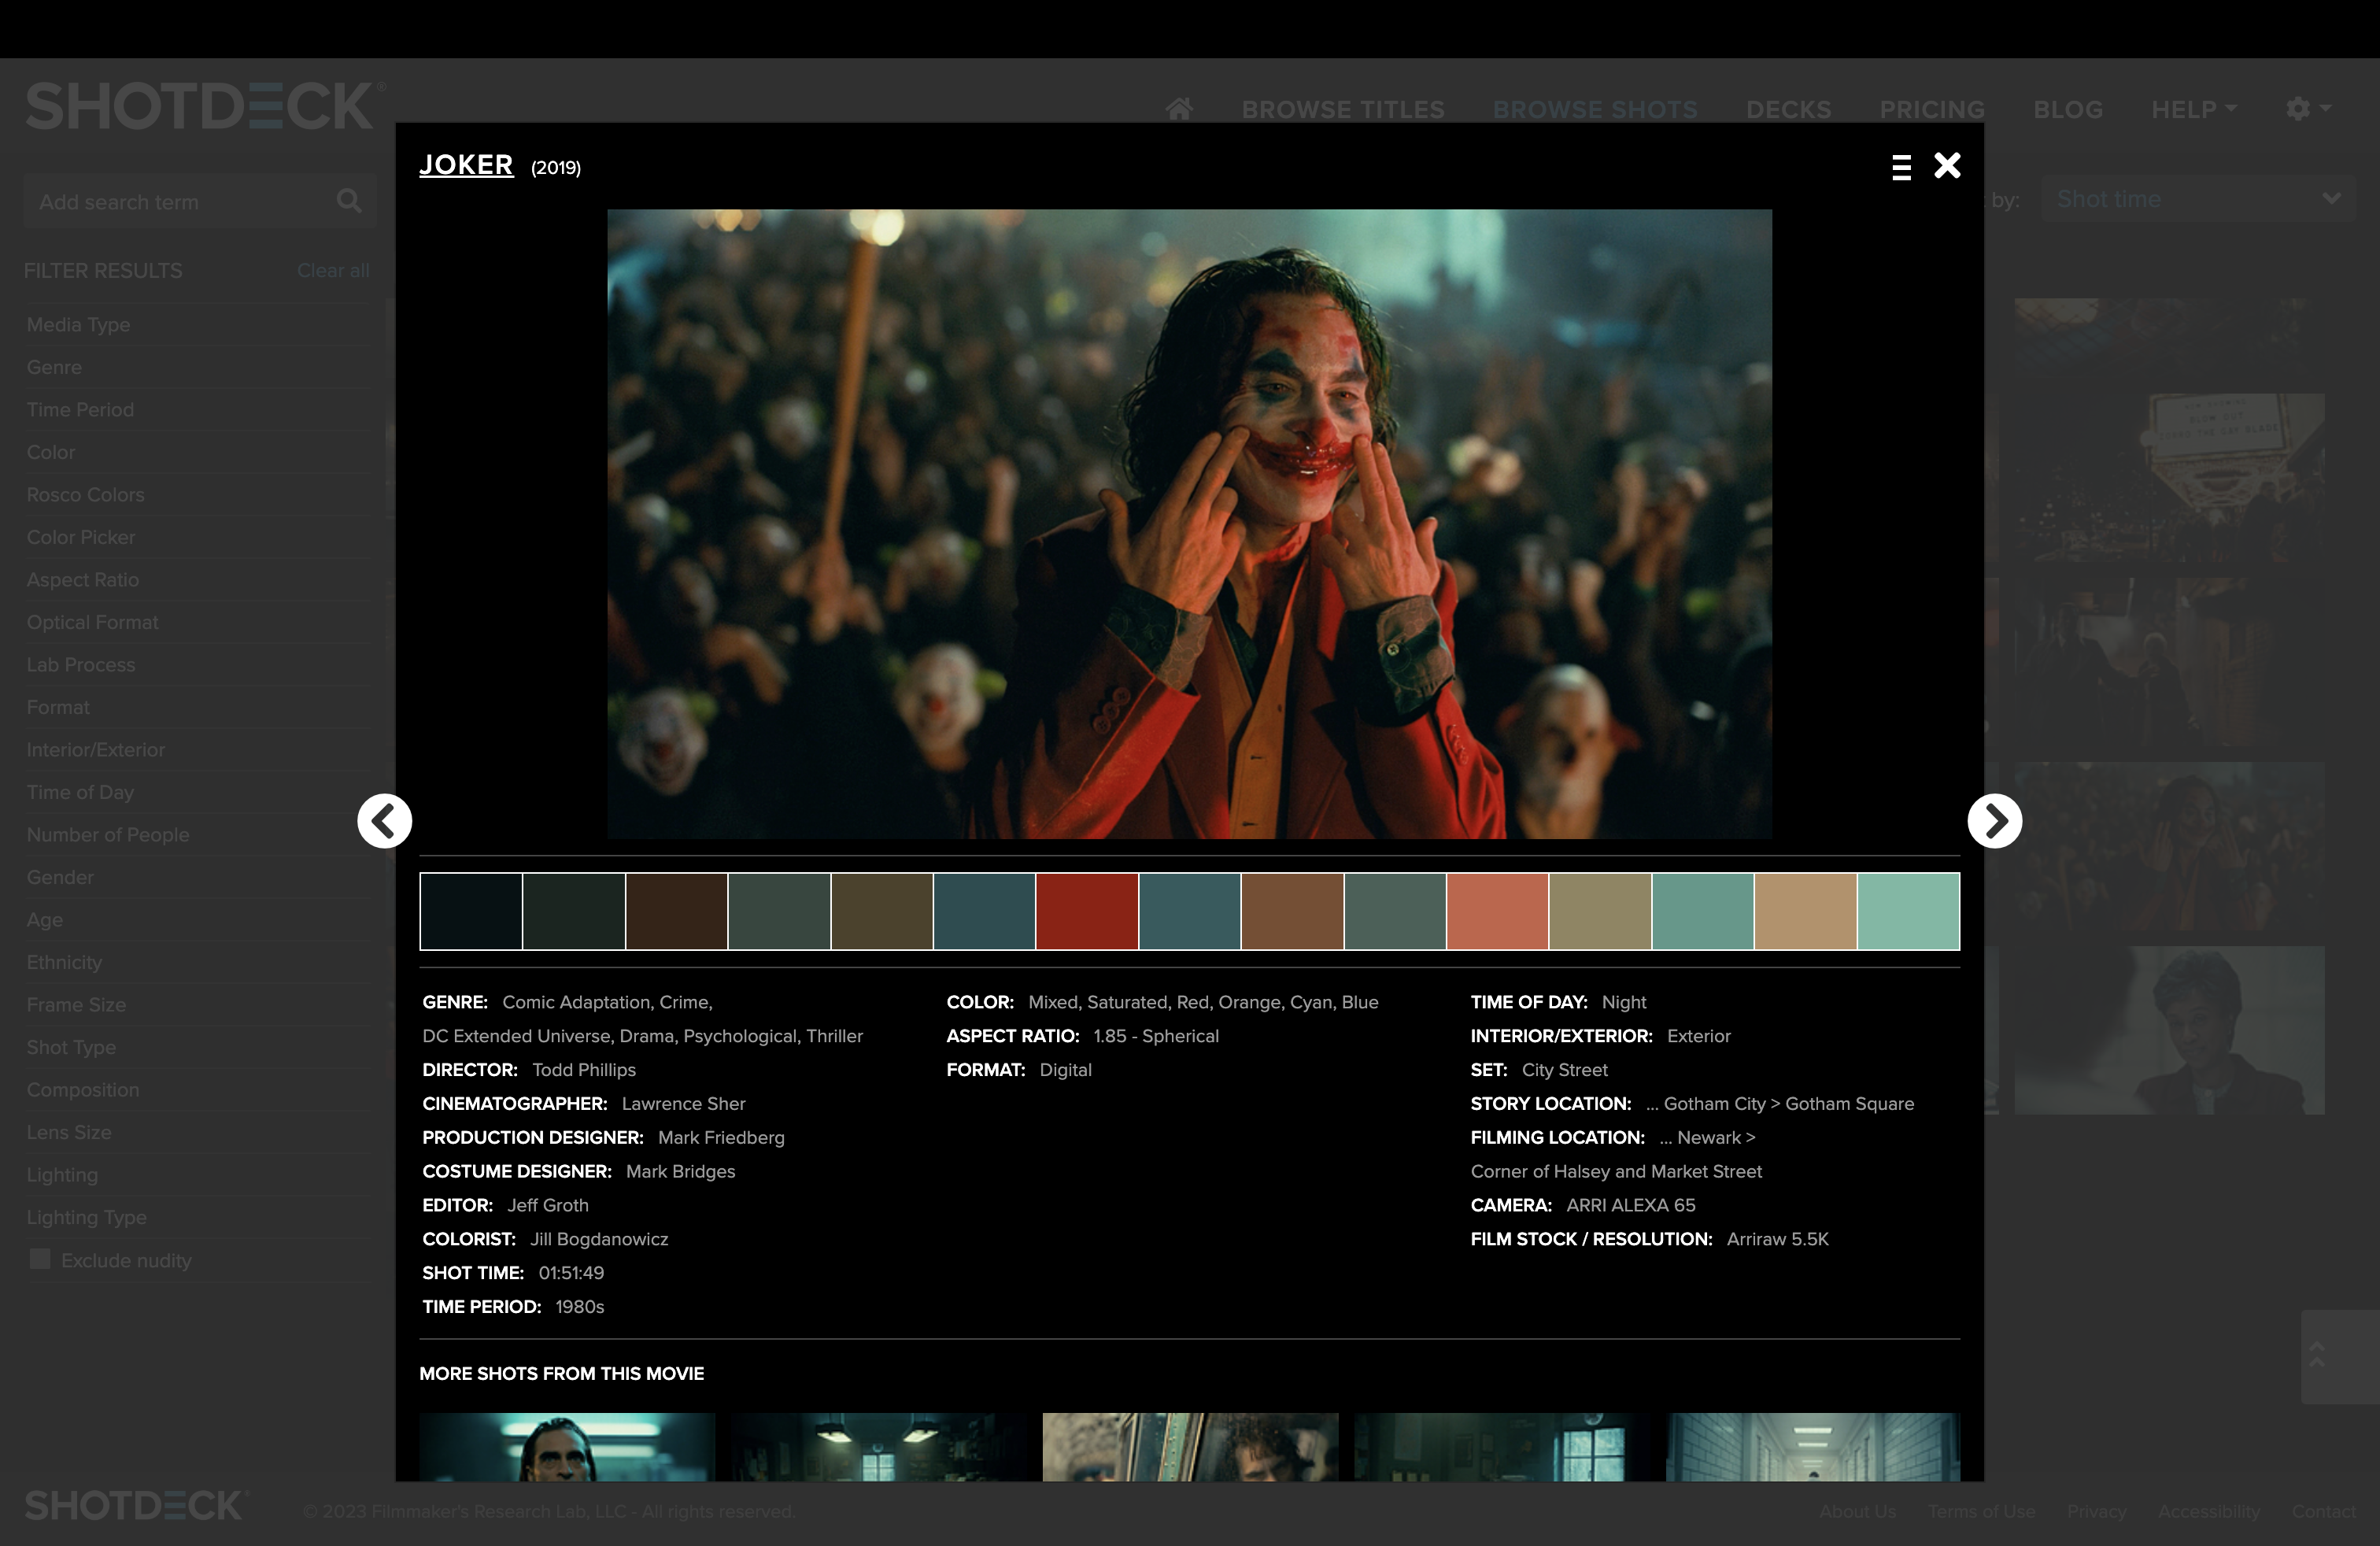 SHOTDECK®
BROWSE TITLES
BROWSE SHOTS
DECKS
PRICING
BLOG
HELP
Add search term
by:
Shot time
FILTER RESULTS
Clear all
Media Type
Genre
Time Period
Color
Rosco Colors
Color Picker
Aspect Ratio
Optical Format
Lab Process
Format
Interior/Exterior
Time of Day
Number of People
Gender
Age
Ethnicity
Frame Size
Shot Type
Composition
Lens Size
Lighting
Lighting Type
Exclude nudity
JOKER (2019)
GENRE: Comic Adaptation, Crime,
DC Extended Universe, Drama, Psychological, Thriller
DIRECTOR: Todd Phillips
CINEMATOGRAPHER: Lawrence Sher
PRODUCTION DESIGNER: Mark Friedberg
COSTUME DESIGNER: Mark Bridges
EDITOR: Jeff Groth
COLORIST: Jill Bogdanowicz
SHOT TIME: 01:51:49
TIME PERIOD: 1980s
COLOR: Mixed, Saturated, Red, Orange, Cyan, Blue
ASPECT RATIO: 1.85 - Spherical
FORMAT: Digital
TIME OF DAY: Night
INTERIOR/EXTERIOR: Exterior
SET: City Street
STORY LOCATION: ... Gotham City > Gotham Square
FILMING LOCATION: ... Newark >
Corner of Halsey and Market Street
CAMERA: ARRI ALEXA 65
FILM STOCK / RESOLUTION: Arriraw 5.5K
MORE SHOTS FROM THIS MOVIE
SHOTDECK®
© 2023 Filmmaker's Research Lab, LLC - All rights reserved.
About Us
Terms of Use
Privacy
Accessibility
Contact